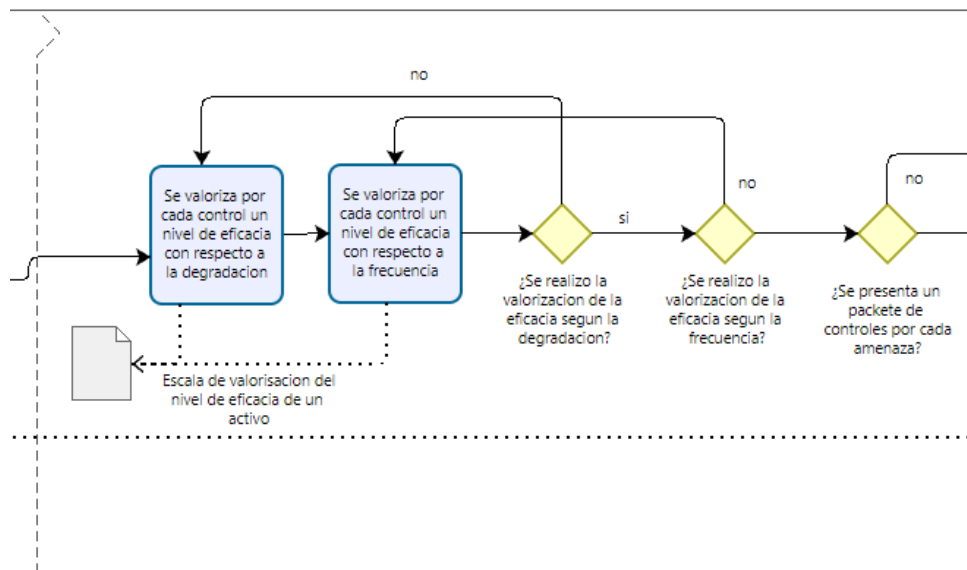 no
Se valoriza por
cada control un
nivel de eficacia
con respecto a
la degradacion
Se valoriza por
cada control un
nivel de eficacia
con respecto a
la frecuencia
si
no
no
¿Se realizo la
valorizacion de la
eficacia segun la
degradacion?
¿Se realizo la
valorizacion de la
eficacia segun la
frecuencia?
¿Se presenta un
packete de
controles por cada
amenaza?
Escala de valorisacion del
nivel de eficacia de un
activo